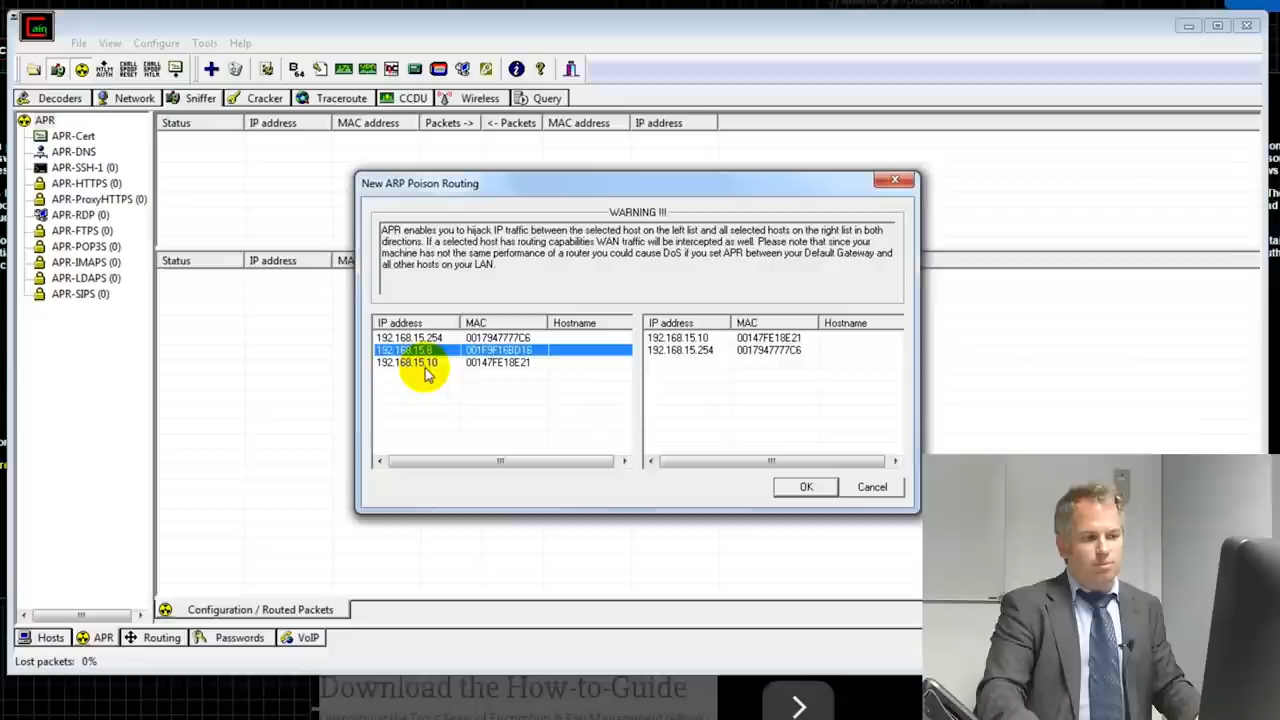 Cain
File View Configure Tools Help
Decoders Network Sniffer Cracker Traceroute CCDU Wireless Query
APR
APR-Cert
APR-DNS
APR-SSH-1 (0)
APR-HTTPS (0)
APR-ProxyHTTPS (0)
APR-RDP (0)
APR-FTPS (0)
APR-POP3S (0)
APR-IMAPS (0)
APR-LDAPS (0)
APR-SIPS (0)
Status IP address MAC address Packets -> <- Packets MAC address IP address
Status IP address MA
New ARP Poison Routing
WARNING !!!
APR enables you to hijack IP traffic between the selected host on the left list and all selected hosts on the right list in both
directions. If a selected host has routing capabilities WAN traffic will be intercepted as well. Please note that since your
machine has not the same performance of a router you could cause DoS if you set APR between your Default Gateway and
all other hosts on your LAN.
IP address MAC Hostname
192.168.15.254 0017947777C6
192.168.15.8 001F9F16BD16
192.168.15.10 00147FE18E21
IP address MAC Hostname
192.168.15.10 00147FE18E21
192.168.15.254 0017947777C6
OK Cancel
Configuration / Routed Packets
Hosts APR Routing Passwords VoIP
Lost packets: 0%
Download the How-to-Guide